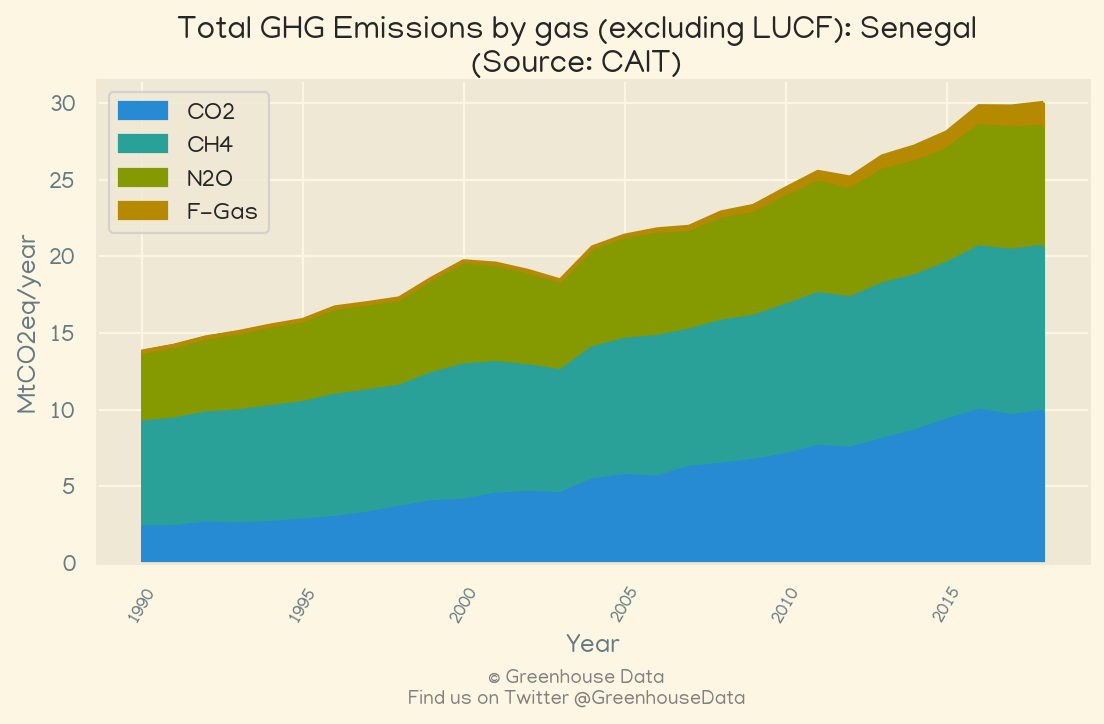 Total GHG Emissions by gas (excluding LUCF): Senegal
(Source: CAIT)
CO2
CH4
N2O
F-Gas
30
25
20
15
10
5
0
MtCO2eq/year
1990
1995
2000
2005
2010
2015
Year
© Greenhouse Data
Find us on Twitter @GreenhouseData